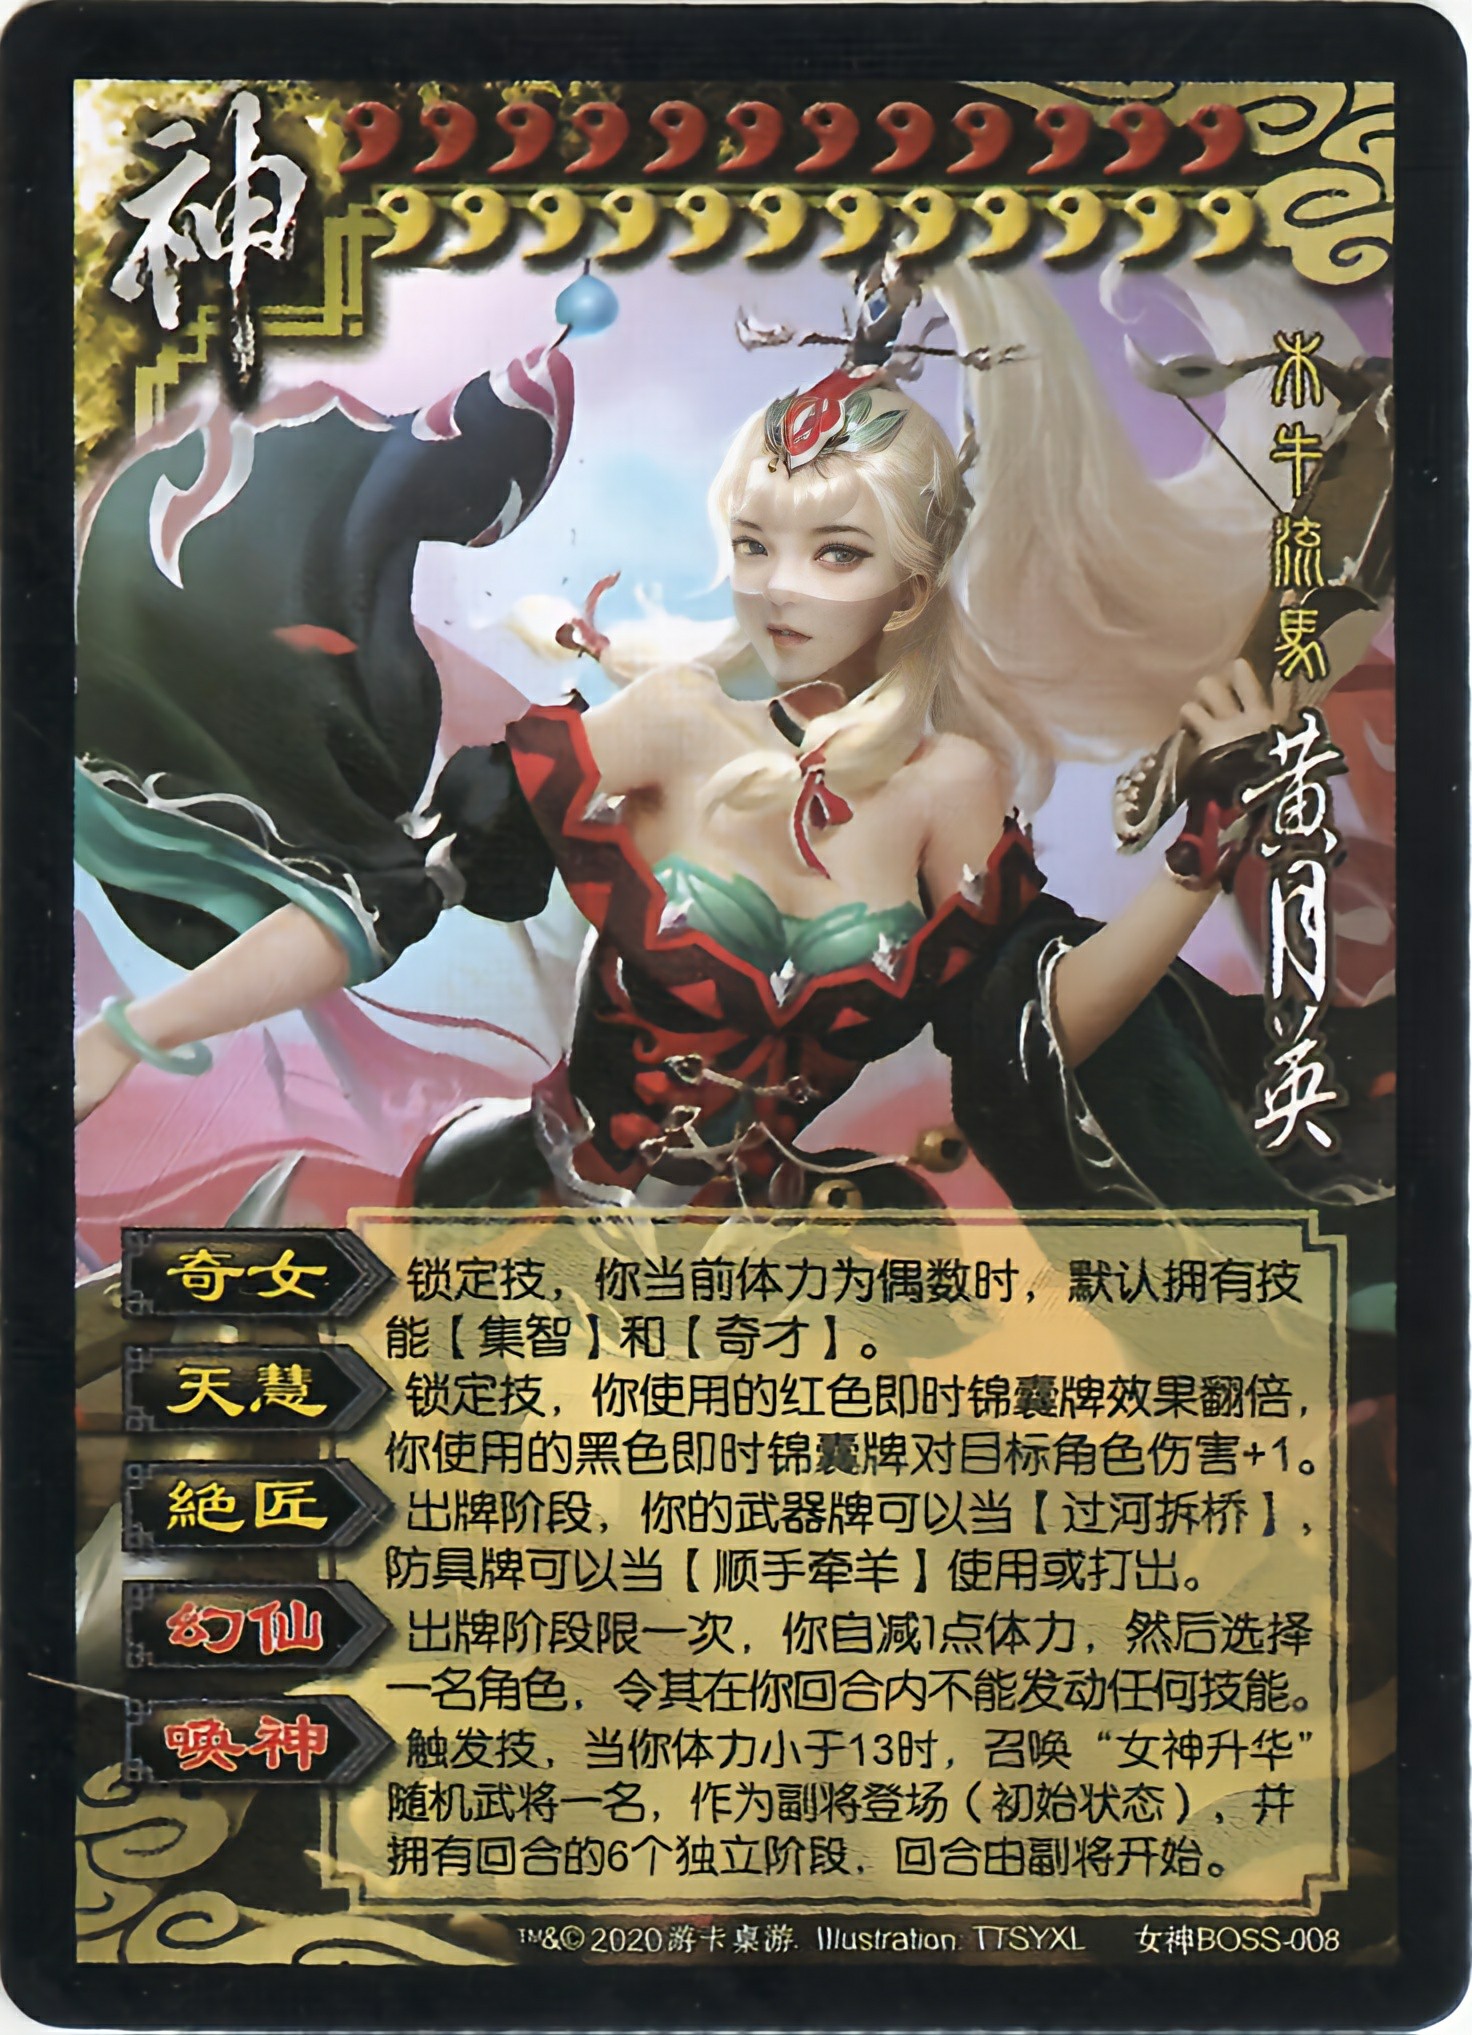 神
木牛流馬
黄月英
奇女
锁定技，你当前体力为偶数时，默认拥有技
能【集智】和【奇才】。
天慧
锁定技，你使用的红色即时锦囊牌效果翻倍，
你使用的黑色即时锦囊牌对目标角色伤害+1。
絕匠
出牌阶段，你的武器牌可以当【过河拆桥】，
防具牌可以当【顺手牵羊】使用或打出。
幻仙
出牌阶段限一次，你自减1点体力，然后选择
一名角色，令其在你回合内不能发动任何技能。
唤神
触发技，当你体力小于13时，召唤“女神升华”
随机武将一名，作为副将登场（初始状态），并
拥有回合的6个独立阶段，回合由副将开始。
™&© 2020游卡桌游. Illustration: TTSYXL 女神BOSS-008